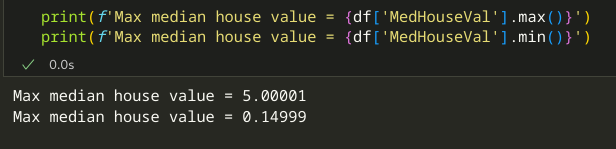 print(f'Max median house value = {df['MedHouseVal'].max()}')
print(f'Max median house value = {df['MedHouseVal'].min()}')
✓ 0.0s
Max median house value = 5.00001
Max median house value = 0.14999